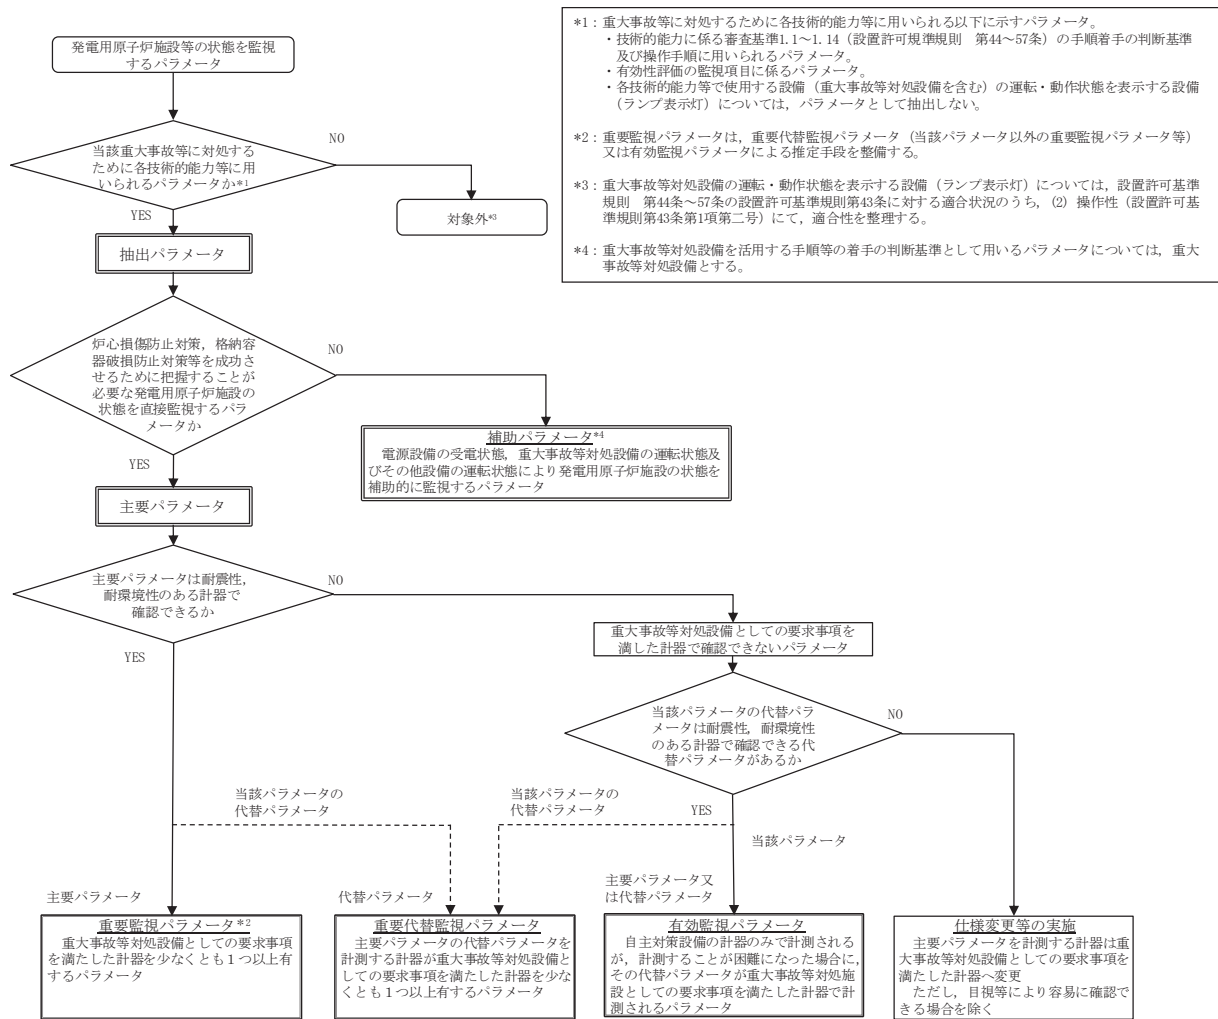 発電用原子炉施設等の状態を監視
するパラメータ
当該重大事故等に対処する
ために各技術的能力等に用
いられるパラメータか*1
NO
YES
対象外*3
抽出パラメータ
炉心損傷防止対策，格納容
器破損防止対策等を成功さ
せるために把握することが
必要な発電用原子炉施設の
状態を直接監視するパラ
メータか
NO
YES
補助パラメータ*4
電源設備の受電状態，重大事故等対処設備の運転状態及
びその他設備の運転状態により発電用原子炉施設の状態を
補助的に監視するパラメータ
主要パラメータ
主要パラメータは耐震性，
耐環境性のある計器で
確認できるか
NO
YES
重大事故等対処設備としての要求事項を
満した計器で確認できないパラメータ
当該パラメータの代替パラ
メータは耐震性，耐環境性
のある計器で確認できる代
替パラメータがあるか
NO
YES
当該パラメータの
代替パラメータ
当該パラメータの
代替パラメータ
当該パラメータ
主要パラメータ
代替パラメータ
主要パラメータ又
は代替パラメータ
重要監視パラメータ*2
重大事故等対処設備としての要求事項
を満たした計器を少なくとも１つ以上有
するパラメータ
重要代替監視パラメータ
主要パラメータの代替パラメータを
計測する計器が重大事故等対処設備と
しての要求事項を満たした計器を少な
くとも１つ以上有するパラメータ
有効監視パラメータ
自主対策設備の計器のみで計測される
が，計測することが困難になった場合に，
その代替パラメータが重大事故等対処施
設としての要求事項を満たした計器で計
測されるパラメータ
仕様変更等の実施
主要パラメータを計測する計器は重
大事故等対処設備としての要求事項を
満たした計器へ変更
ただし，目視等により容易に確認で
きる場合を除く
*1：重大事故等に対処するために各技術的能力等に用いられる以下に示すパラメータ。
・技術的能力に係る審査基準1.1～1.14（設置許可規準規則　第44～57条）の手順着手の判断基準
及び操作手順に用いられるパラメータ。
・有効性評価の監視項目に係るパラメータ。
・各技術的能力等で使用する設備（重大事故等対処設備を含む）の運転・動作状態を表示する設備
（ランプ表示灯）については，パラメータとして抽出しない。
*2：重要監視パラメータは，重要代替監視パラメータ（当該パラメータ以外の重要監視パラメータ等）
又は有効監視パラメータによる推定手段を整備する。
*3：重大事故等対処設備の運転・動作状態を表示する設備（ランプ表示灯）については，設置許可基準
規則　第44条～57条の設置許可基準規則第43条に対する適合状況のうち，(2) 操作性（設置許可基
準規則第43条第1項第二号）にて，適合性を整理する。
*4：重大事故等対処設備を活用する手順等の着手の判断基準として用いるパラメータについては，重大
事故等対処設備とする。